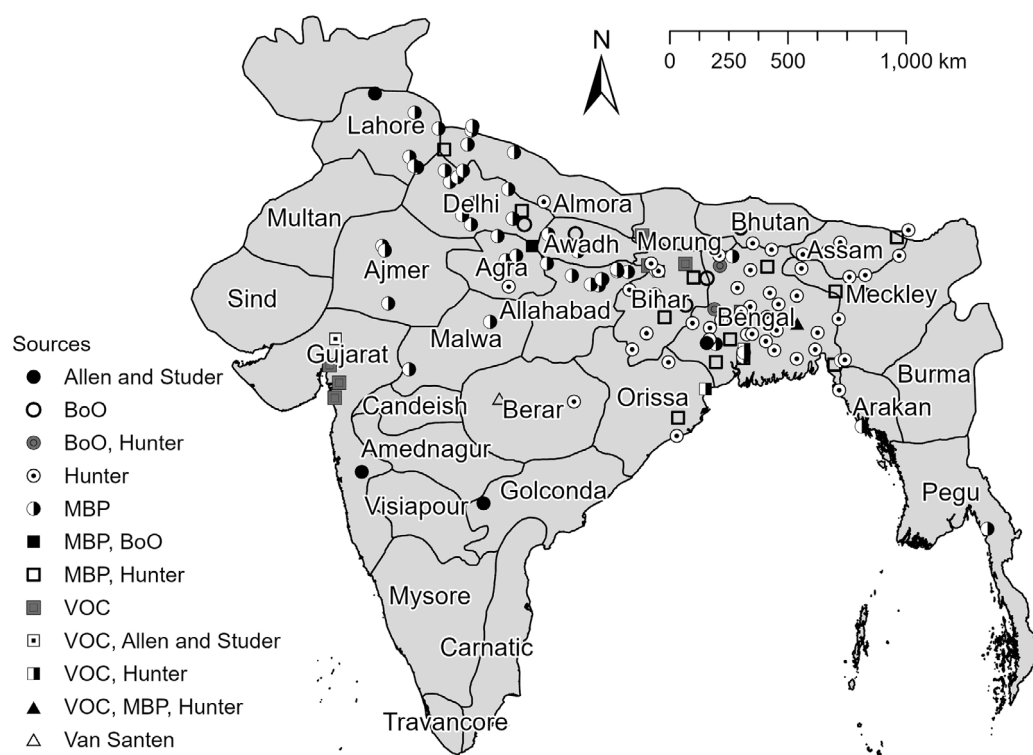 N
0 250 500 1,000 km
Lahore
Multan
Delhi
Almora
Bhutan
Assam
Awadh
Morung
Ajmer
Agra
Sind
Allahabad
Bihar
Meckley
Bengal
Malwa
Gujarat
Burma
Candeish
Berar
Orissa
Arakan
Amednagur
Golconda
Visiapour
Pegu
Mysore
Carnatic
Travancore
Sources
Allen and Studer
BoO
BoO, Hunter
Hunter
MBP
MBP, BoO
MBP, Hunter
VOC
VOC, Allen and Studer
VOC, Hunter
VOC, MBP, Hunter
Van Santen